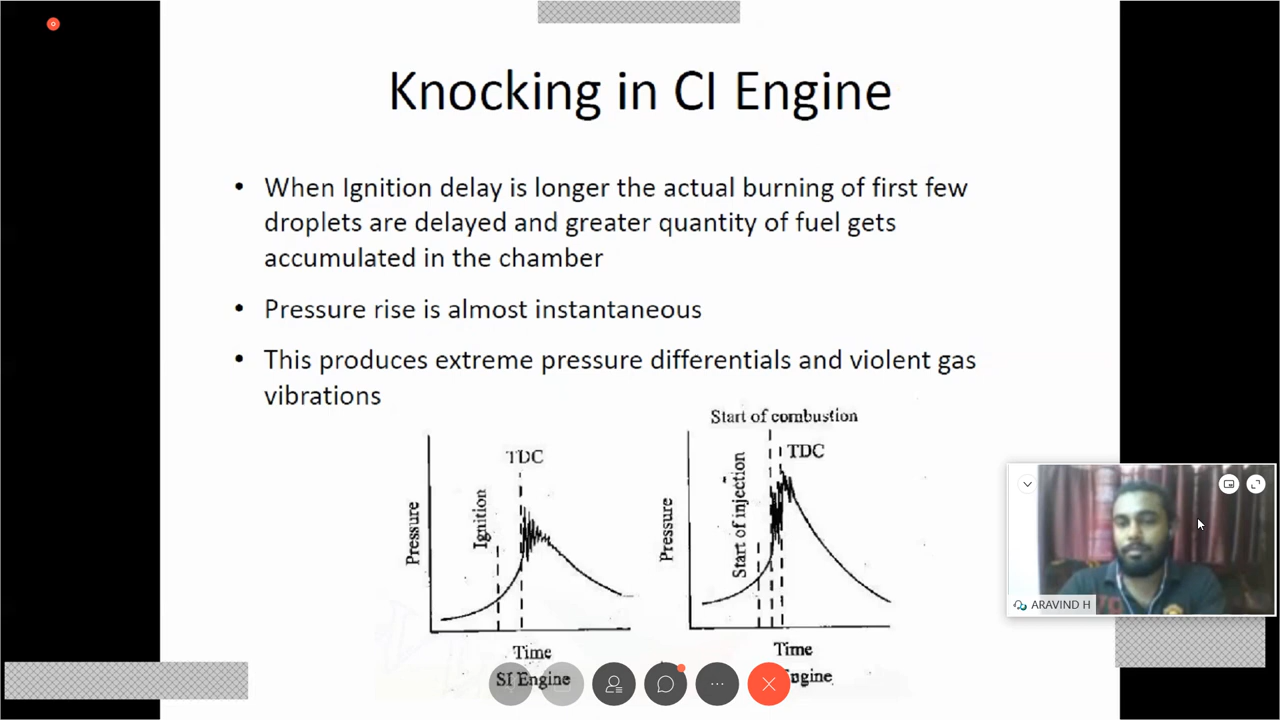 Knocking in CI Engine
• When Ignition delay is longer the actual burning of first few
droplets are delayed and greater quantity of fuel gets
accumulated in the chamber
• Pressure rise is almost instantaneous
• This produces extreme pressure differentials and violent gas
vibrations
TDC
Ignition
Pressure
Time
SI Engine
Start of combustion
TDC
Start of injection
Pressure
Time
Engine
ARAVIND H